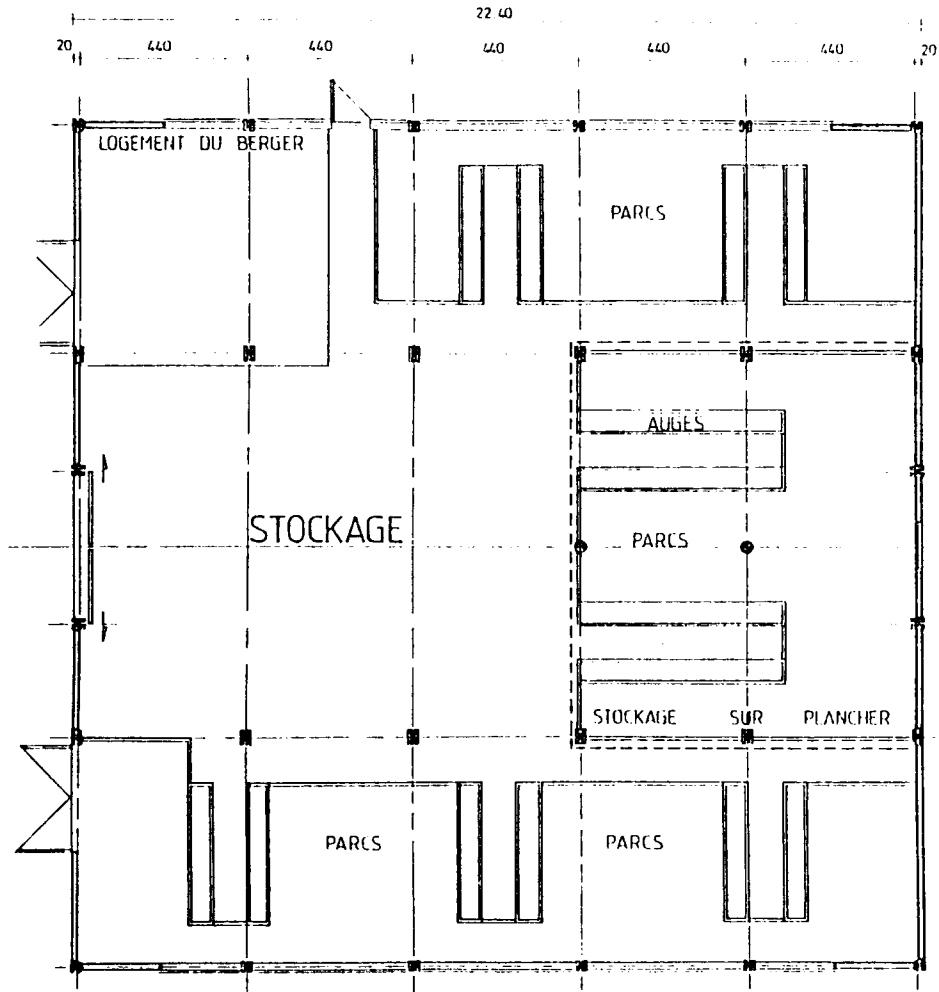 22.40
20 440 440 440 440 440 20
LOGEMENT DU BERGER
PARCS
AUGES
STOCKAGE
PARCS
STOCKAGE SUR PLANCHER
PARCS
PARCS